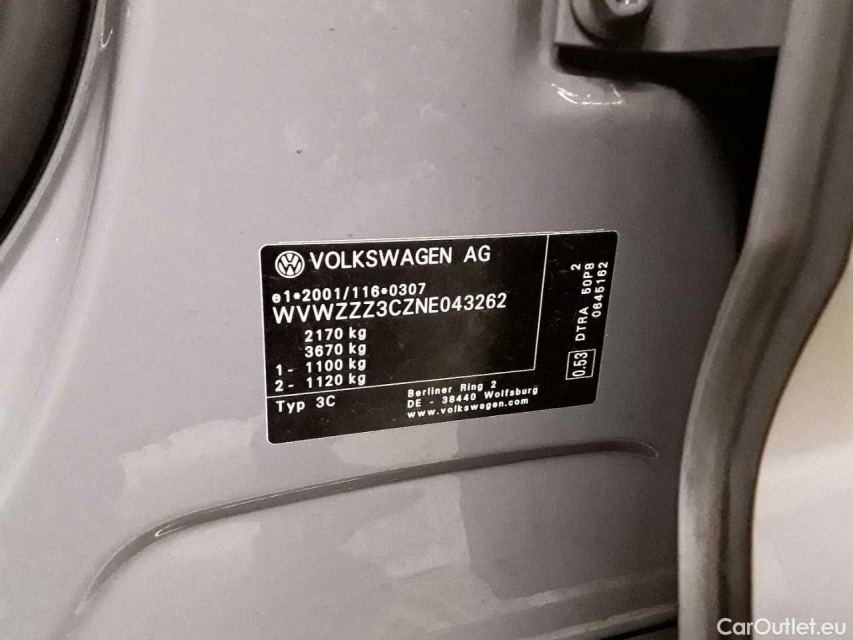 VOLKSWAGEN AG
e1*2001/116*0307
WVWZZZ3CZNE043262
2170 kg
3670 kg
1- 1100 kg
2- 1120 kg
Typ 3C
Berliner Ring 2
DE - 38440 Wolfsburg
www.volkswagen.com
0.53
DTRA 50PB 2
0645162
CarOutlet.eu